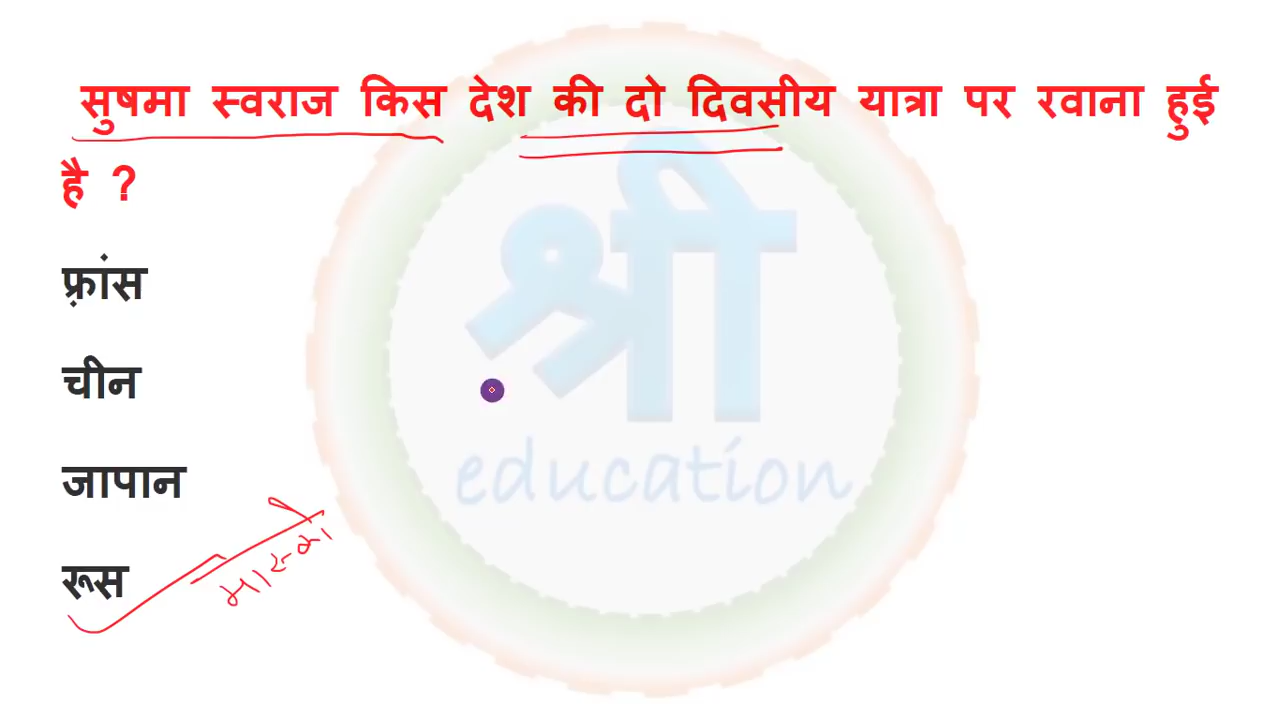 सुषमा स्वराज किस देश की दो दिवसीय यात्रा पर रवाना हुई
है ?
फ़्रांस
चीन
जापान
रूस
मास्को
श्री
education